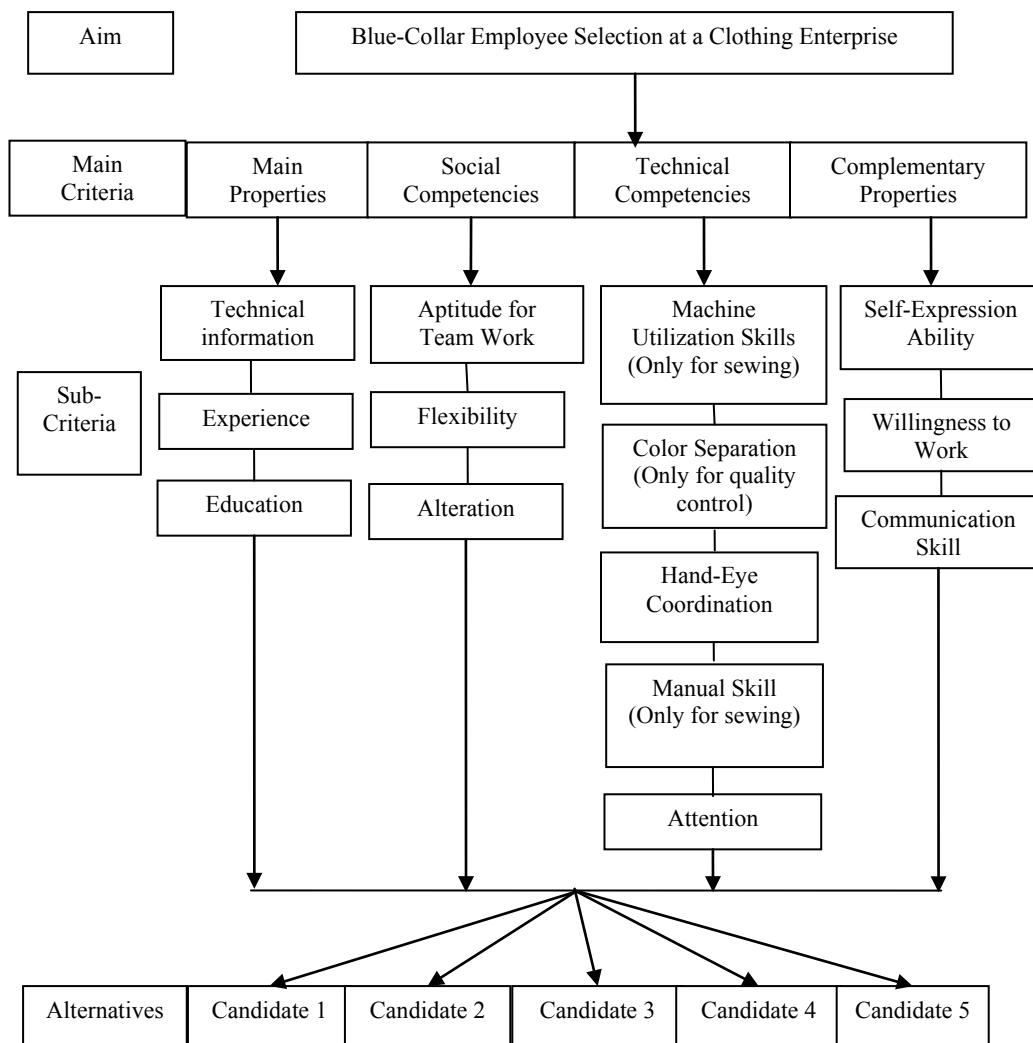 Aim
Blue-Collar Employee Selection at a Clothing Enterprise
Main
Criteria
Main
Properties
Social
Competencies
Technical
Competencies
Complementary
Properties
Sub-
Criteria
Technical
information
Experience
Education
Aptitude for
Team Work
Flexibility
Alteration
Machine
Utilization Skills
(Only for sewing)
Color Separation
(Only for quality
control)
Hand-Eye
Coordination
Manual Skill
(Only for sewing)
Attention
Self-Expression
Ability
Willingness to
Work
Communication
Skill
Alternatives
Candidate 1
Candidate 2
Candidate 3
Candidate 4
Candidate 5